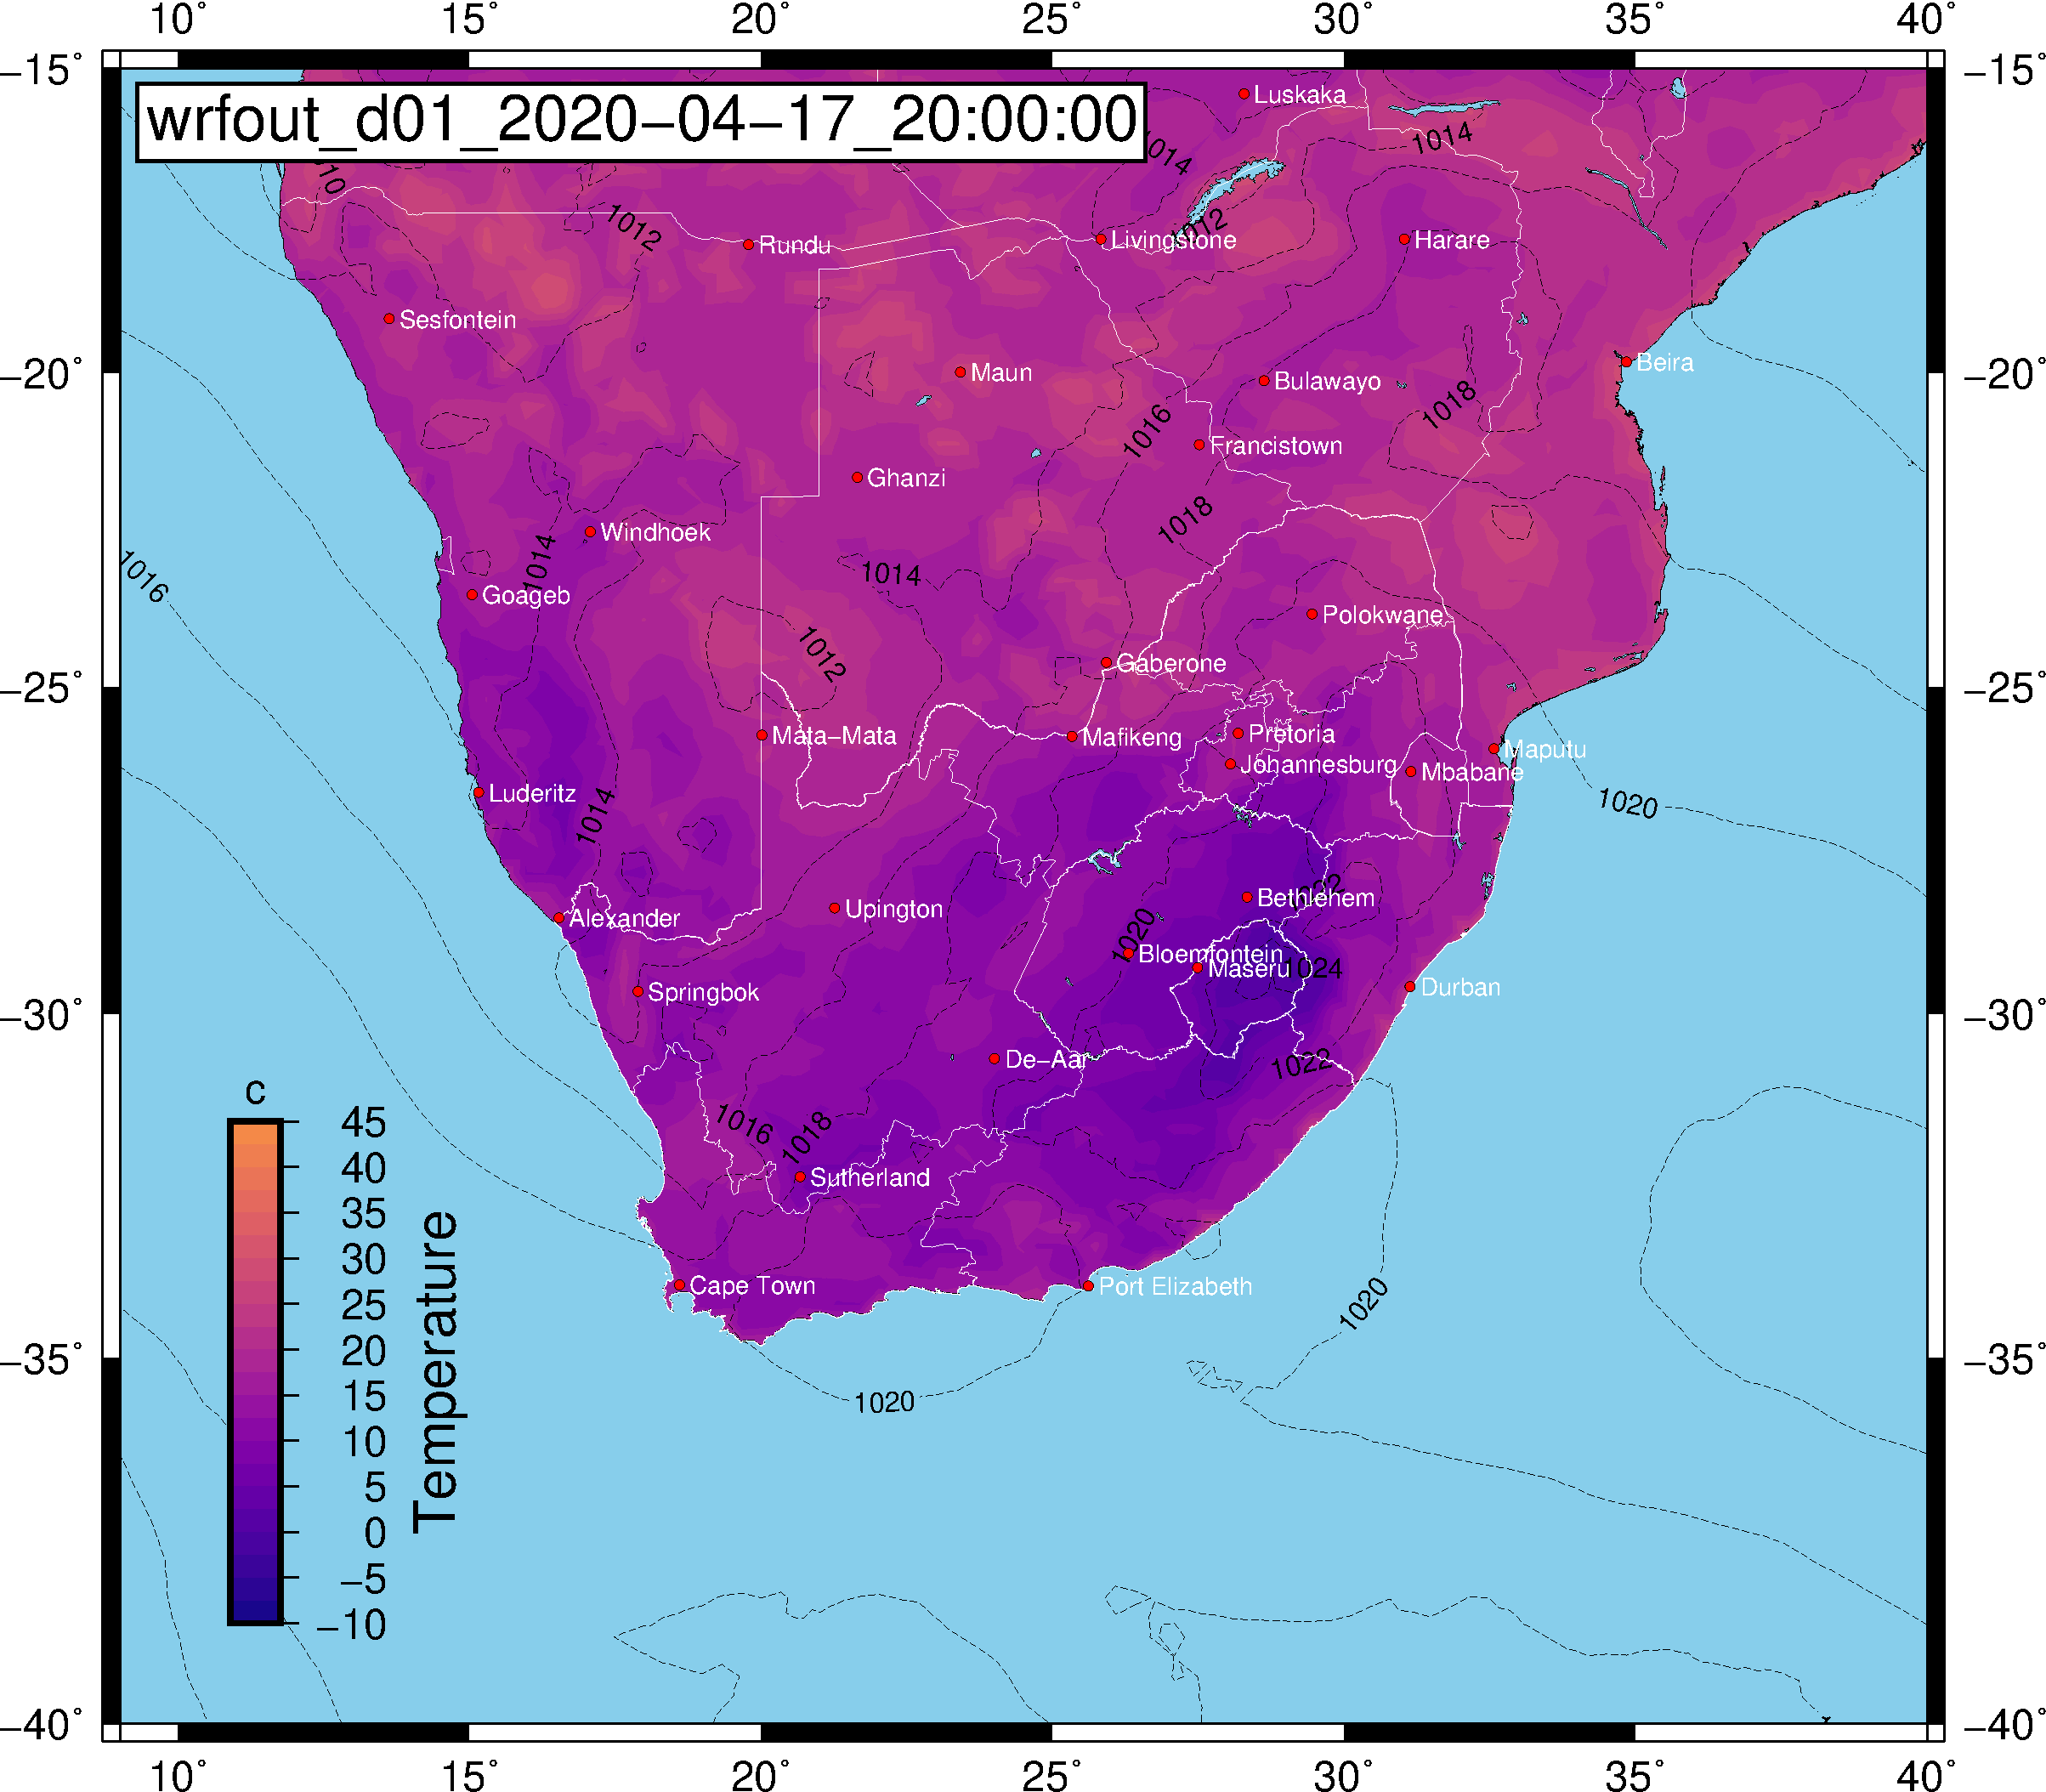 10° 15° 20° 25° 30° 35° 40°
−15° −15°
wrfout_d01_2020−04−17_20:00:00
Luskaka
1014
1014
10
1012
1012
Rundu
Livingstone
Harare
Sesfontein
Beira
−20° −20°
Maun
Bulawayo
1018
1016
Francistown
Ghanzi
1018
Windhoek
1014
1016
1014
Goageb
Polokwane
1012
Gaberone
−25° −25°
Mata−Mata
Mafikeng
Pretoria
Maputu
Johannesburg
Mbabane
Luderitz
1014
1020
1022
Bethlehem
Upington
Alexander
1020
Bloemfontein
Maseru
1024
Springbok
Durban
−30° −30°
De−Aar
1022
1016
1018
Sutherland
Cape Town
Port Elizabeth
1020
−35° −35°
1020
c
45
40
35
30
25
20
15
10
5
0
−5
−10
Temperature
−40° −40°
10° 15° 20° 25° 30° 35° 40°